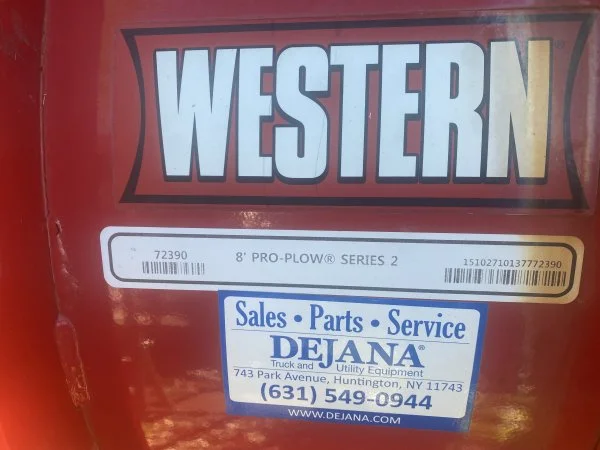 WESTERN
72390 8' PRO-PLOW® SERIES 2 15102710137772390
Sales • Parts • Service
DEJANA®
Truck and Utility Equipment
743 Park Avenue, Huntington, NY 11743
(631) 549-0944
WWW.DEJANA.COM